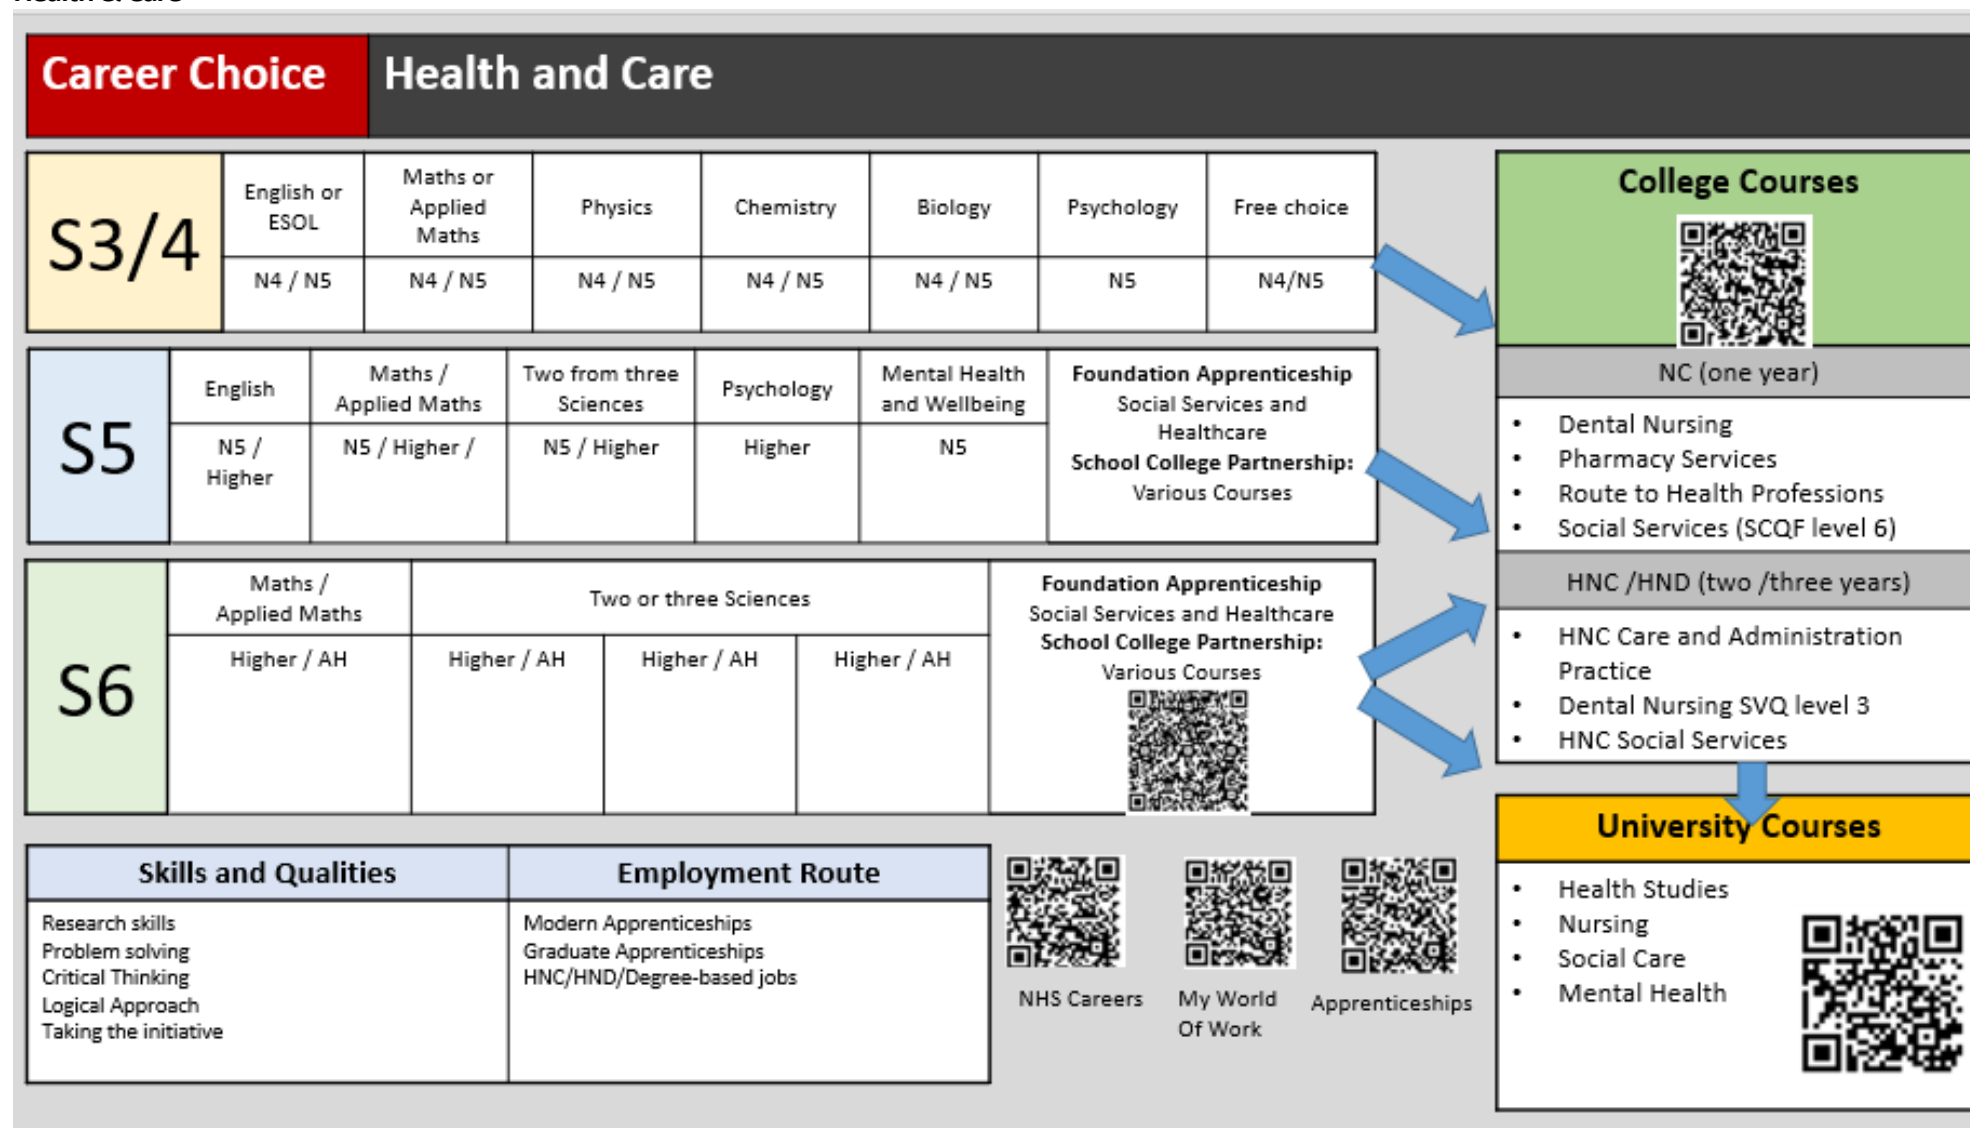 Health & Care
Career Choice
Health and Care
S3/4
English or
ESOL
Maths or
Applied
Maths
Physics
Chemistry
Biology
Psychology
Free choice
N4 / N5
N4 / N5
N4 / N5
N4 / N5
N4 / N5
N5
N4/N5
S5
English
Maths /
Applied Maths
Two from three
Sciences
Psychology
Mental Health
and Wellbeing
N5 /
Higher
N5 / Higher /
N5 / Higher
Higher
N5
Foundation Apprenticeship
Social Services and
Healthcare
School College Partnership:
Various Courses
S6
Maths /
Applied Maths
Two or three Sciences
Higher / AH
Higher / AH
Higher / AH
Higher / AH
Foundation Apprenticeship
Social Services and Healthcare
School College Partnership:
Various Courses
College Courses
NC (one year)
• Dental Nursing
• Pharmacy Services
• Route to Health Professions
• Social Services (SCQF level 6)
HNC /HND (two /three years)
• HNC Care and Administration
Practice
• Dental Nursing SVQ level 3
• HNC Social Services
University Courses
• Health Studies
• Nursing
• Social Care
• Mental Health
Skills and Qualities
Research skills
Problem solving
Critical Thinking
Logical Approach
Taking the initiative
Employment Route
Modern Apprenticeships
Graduate Apprenticeships
HNC/HND/Degree-based jobs
NHS Careers
My World
Of Work
Apprenticeships